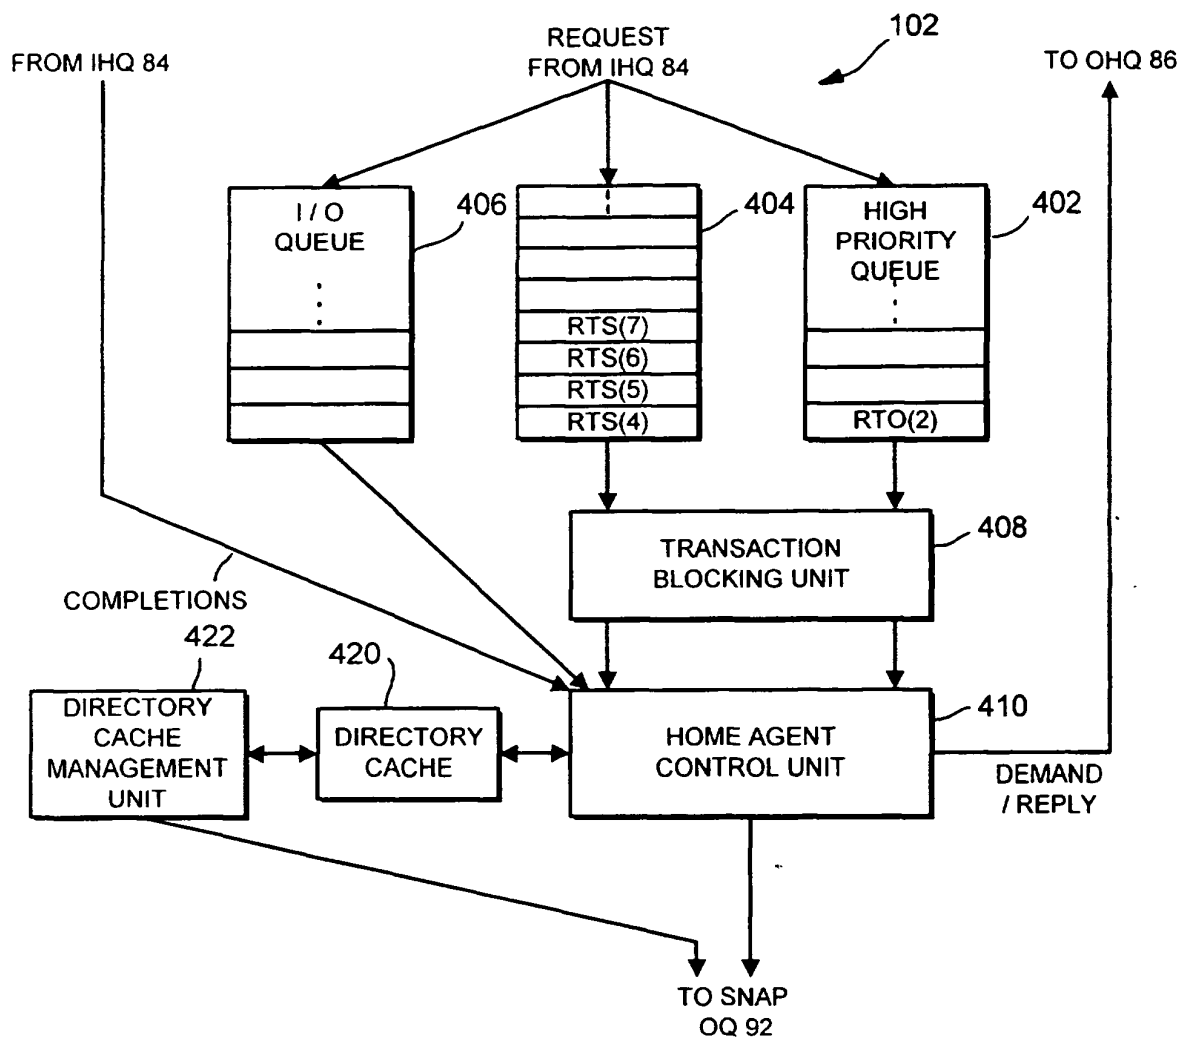 FROM IHQ 84
REQUEST
FROM IHQ 84
102
TO OHQ 86
I / O
QUEUE
406
404
HIGH
PRIORITY
QUEUE
402
RTS(7)
RTS(6)
RTS(5)
RTS(4)
RTO(2)
TRANSACTION
BLOCKING UNIT
408
COMPLETIONS
422
420
DIRECTORY
CACHE
MANAGEMENT
UNIT
DIRECTORY
CACHE
HOME AGENT
CONTROL UNIT
410
DEMAND
/ REPLY
TO SNAP
OQ 92